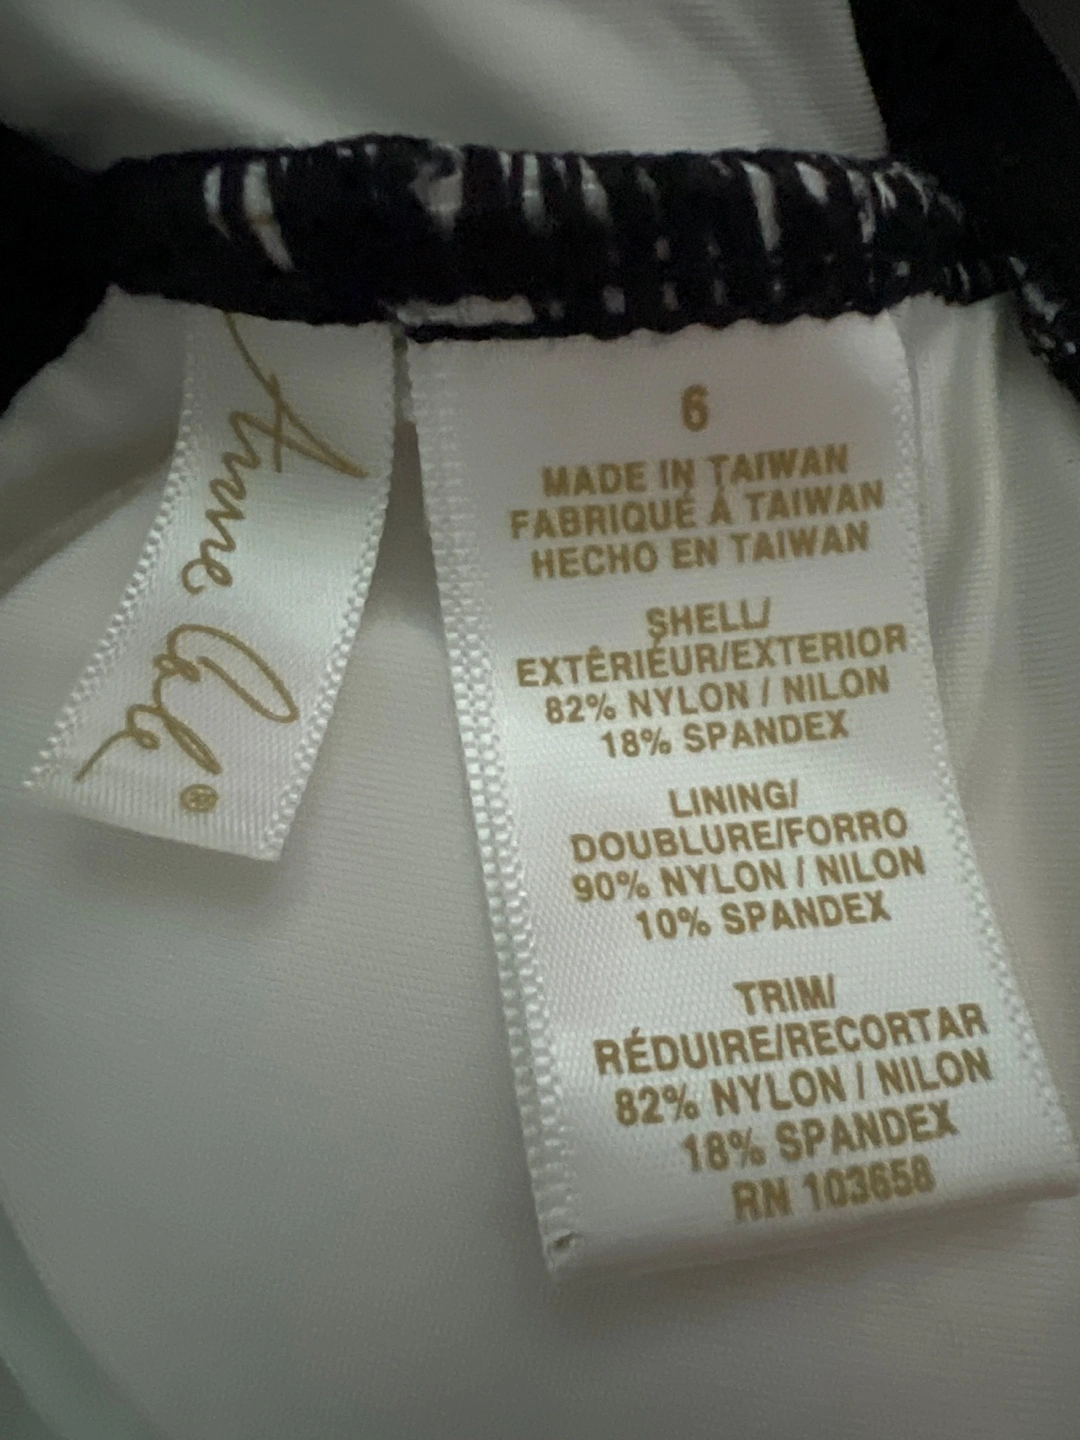 Anne Cole®
6
MADE IN TAIWAN
FABRIQUÉ À TAIWAN
HECHO EN TAIWAN
SHELL/
EXTÊRIÉUR/EXTERIOR
82% NYLON / NILON
18% SPANDEX
LINING/
DOUBLURE/FORRO
90% NYLON / NILON
10% SPANDEX
TRIM/
RÉDUIRE/RECORTAR
82% NYLON / NILON
18% SPANDEX
RN 103658